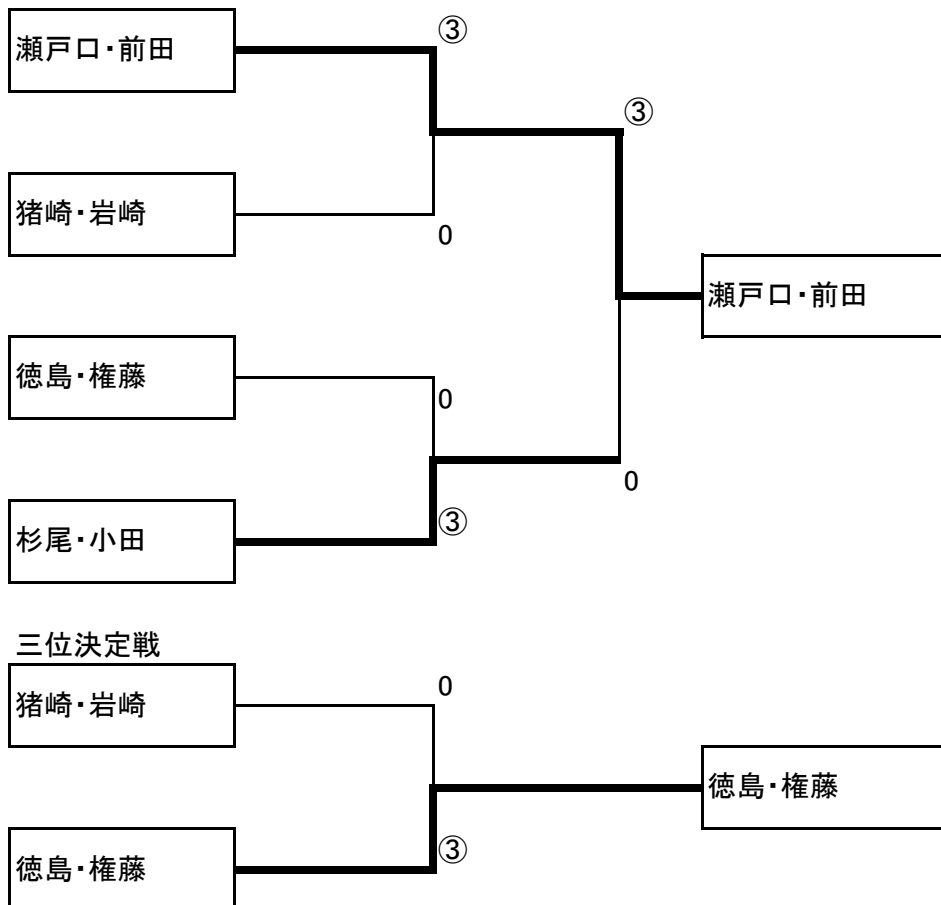 ③
瀬戸口・前田
③
猪崎・岩崎
0
瀬戸口・前田
徳島・権藤
0
0
杉尾・小田
③
三位決定戦
猪崎・岩崎
0
徳島・権藤
③
徳島・権藤